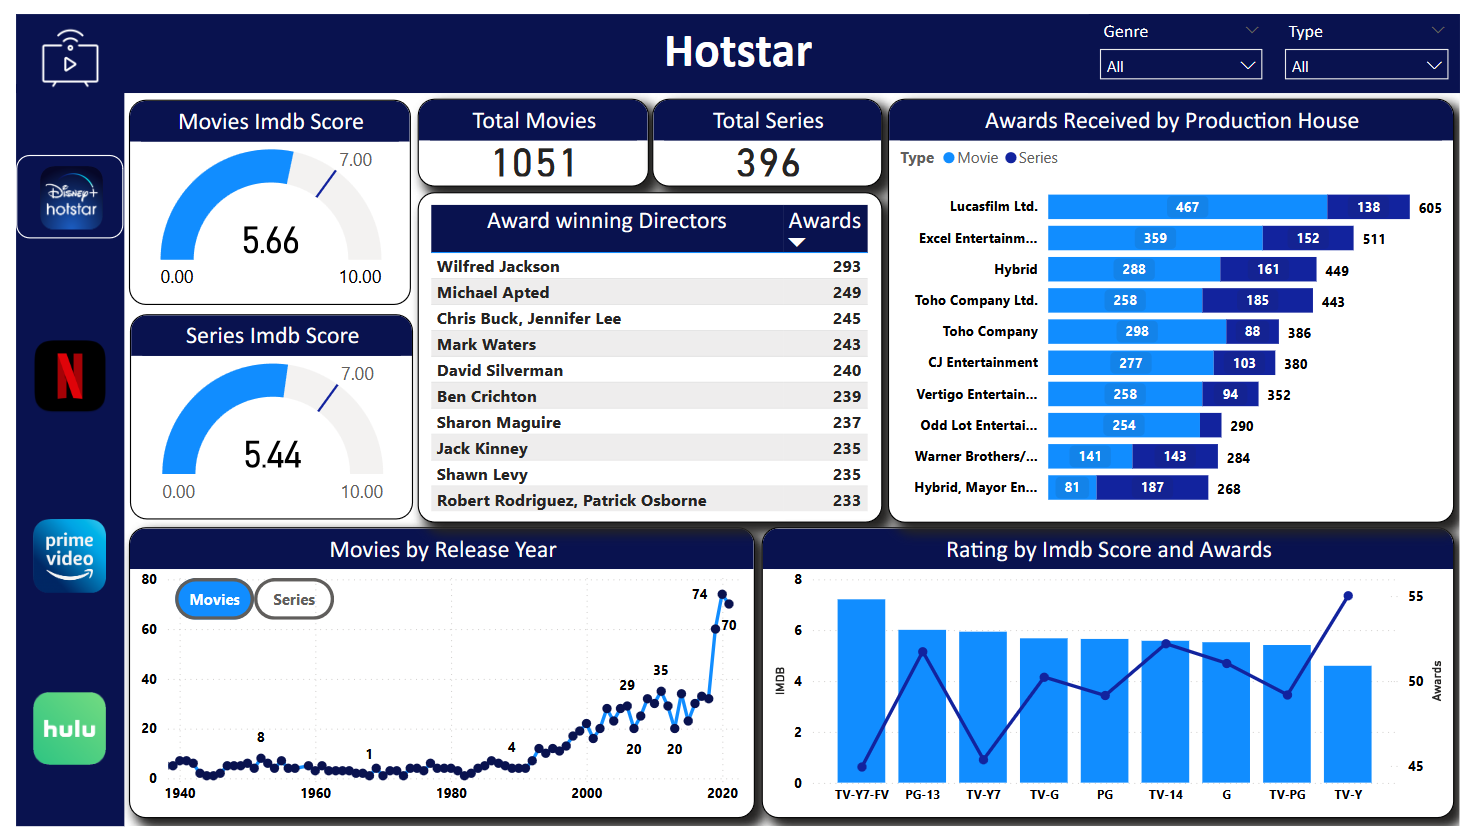 Hotstar
Genre
All
Type
All
Disney+
hotstar
N
prime
video
hulu
Movies Imdb Score
7.00
5.66
0.00
10.00
Series Imdb Score
7.00
5.44
0.00
10.00
Total Movies
1051
Total Series
396
Award winning Directors Awards
Wilfred Jackson 293
Michael Apted 249
Chris Buck, Jennifer Lee 245
Mark Waters 243
David Silverman 240
Ben Crichton 239
Sharon Maguire 237
Jack Kinney 235
Shawn Levy 235
Robert Rodriguez, Patrick Osborne 233
Awards Received by Production House
Type Movie Series
Lucasfilm Ltd. 467 138 605
Excel Entertainm... 359 152 511
Hybrid 288 161 449
Toho Company Ltd. 258 185 443
Toho Company 298 88 386
CJ Entertainment 277 103 380
Vertigo Entertain... 258 94 352
Odd Lot Entertai... 254 290
Warner Brothers/... 141 143 284
Hybrid, Mayor En... 81 187 268
Movies by Release Year
Movies Series
80
60
40
20
0
8
1
4
29
20
35
20
74
70
1940 1960 1980 2000 2020
Rating by Imdb Score and Awards
IMDB
8
6
4
2
0
Awards
55
50
45
TV-Y7-FV PG-13 TV-Y7 TV-G PG TV-14 G TV-PG TV-Y